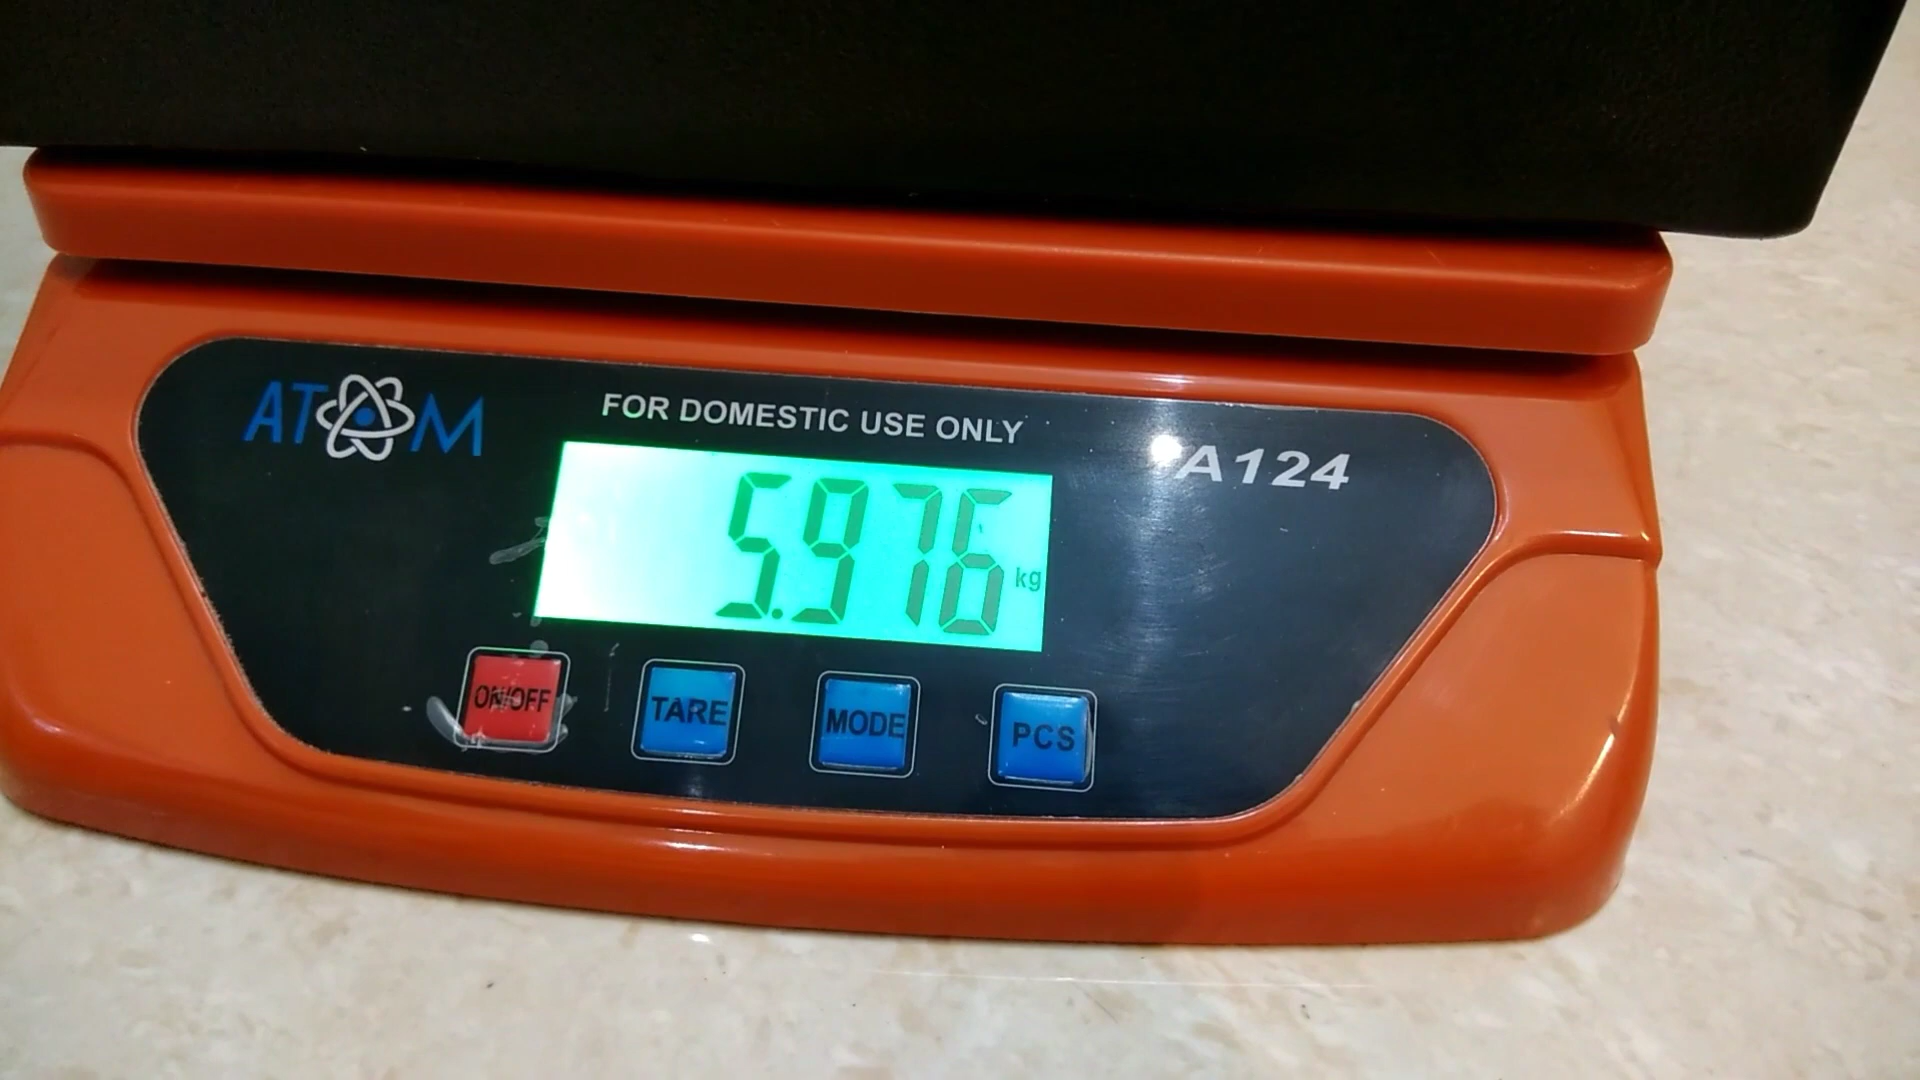 ATOM
FOR DOMESTIC USE ONLY
A124
5.976 kg
ON/OFF
TARE
MODE
PCS